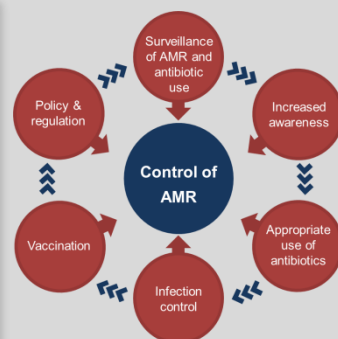 Surveillance
of AMR and
antibiotic
use
Increased
awareness
Appropriate
use of
antibiotics
Infection
control
Vaccination
Policy &
regulation
Control of
AMR